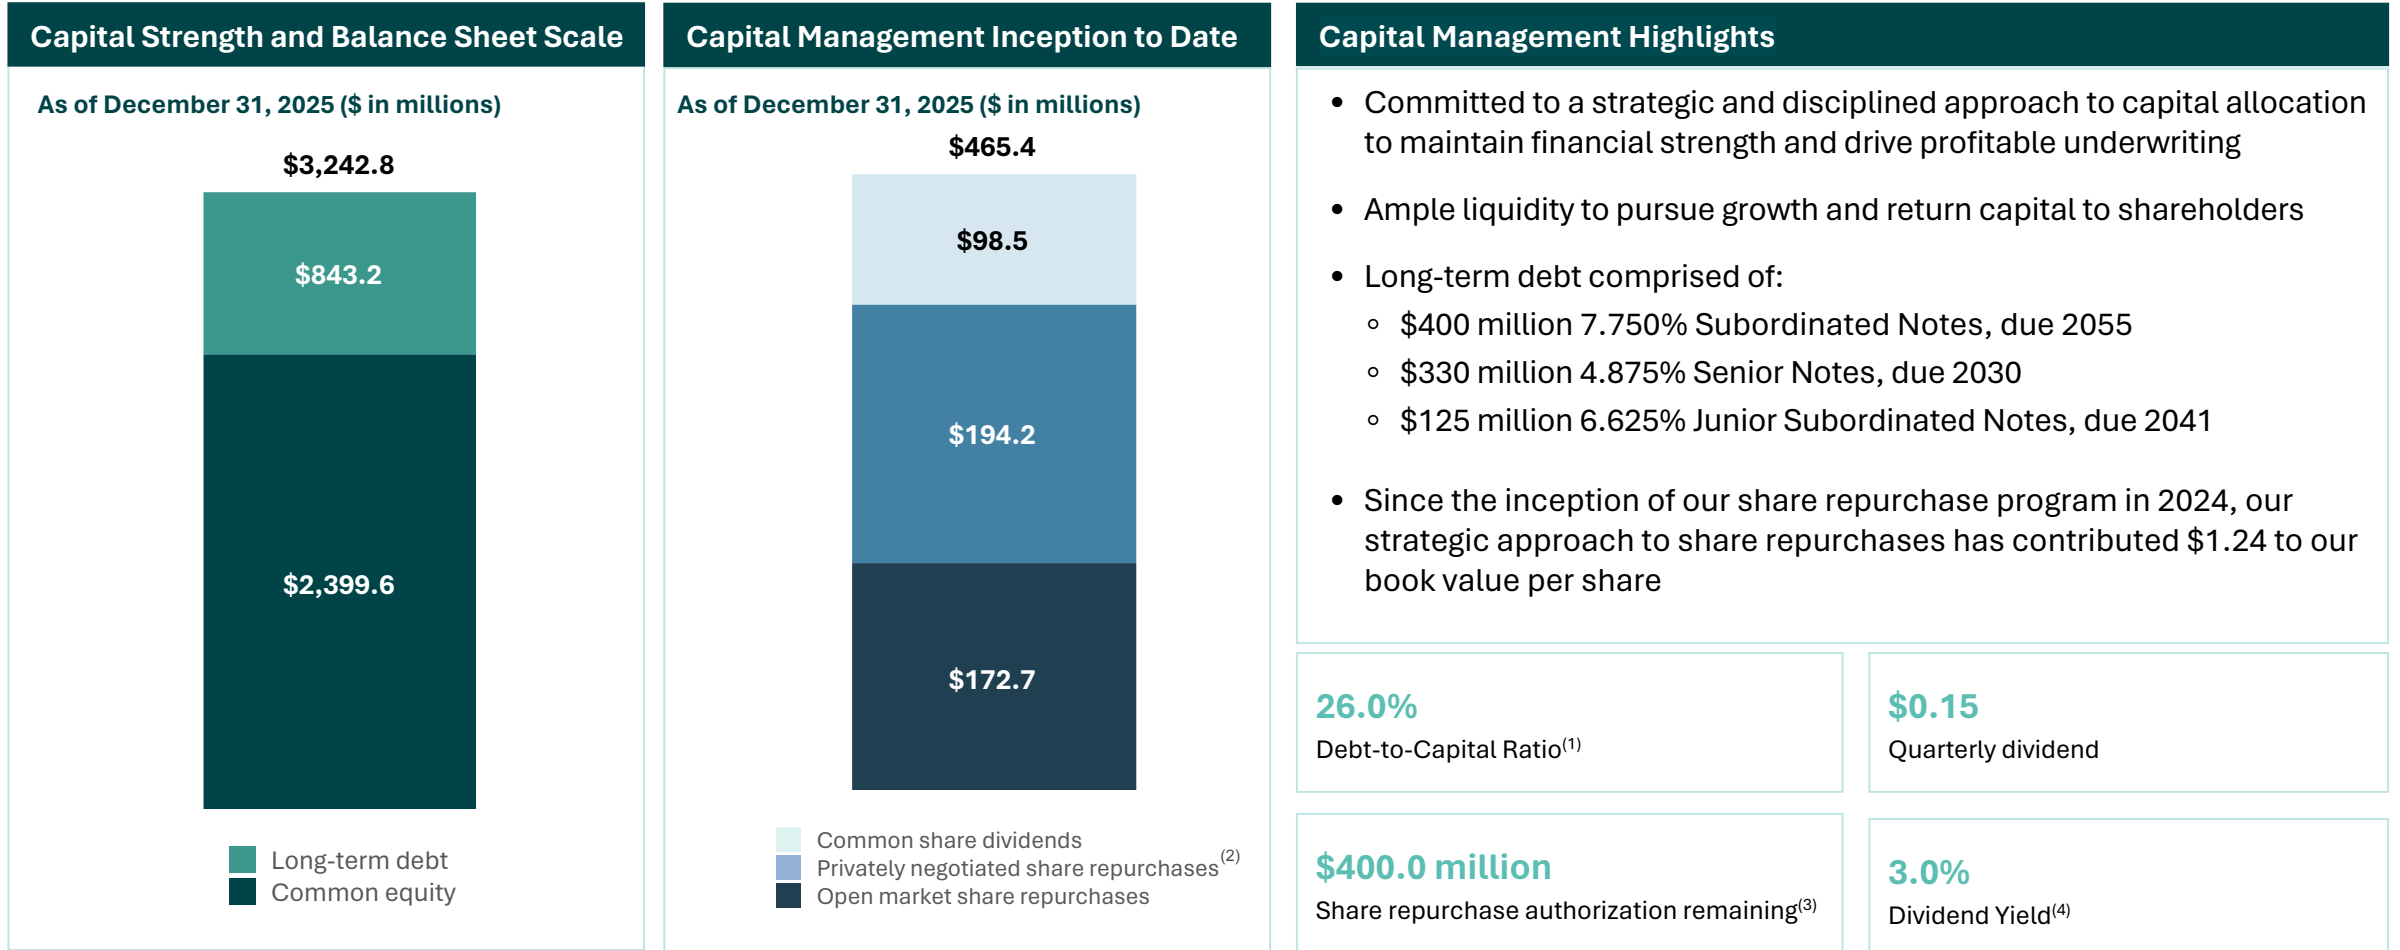 Capital Strength and Balance Sheet Scale
As of December 31, 2025 ($ in millions)
$3,242.8
$843.2
$2,399.6
Long-term debt
Common equity
Capital Management Inception to Date
As of December 31, 2025 ($ in millions)
$465.4
$98.5
$194.2
$172.7
Common share dividends
Privately negotiated share repurchases(2)
Open market share repurchases
Capital Management Highlights
• Committed to a strategic and disciplined approach to capital allocation
to maintain financial strength and drive profitable underwriting
• Ample liquidity to pursue growth and return capital to shareholders
• Long-term debt comprised of:
◦ $400 million 7.750% Subordinated Notes, due 2055
◦ $330 million 4.875% Senior Notes, due 2030
◦ $125 million 6.625% Junior Subordinated Notes, due 2041
• Since the inception of our share repurchase program in 2024, our
strategic approach to share repurchases has contributed $1.24 to our
book value per share
26.0%
Debt-to-Capital Ratio(1)
$0.15
Quarterly dividend
$400.0 million
Share repurchase authorization remaining(3)
3.0%
Dividend Yield(4)